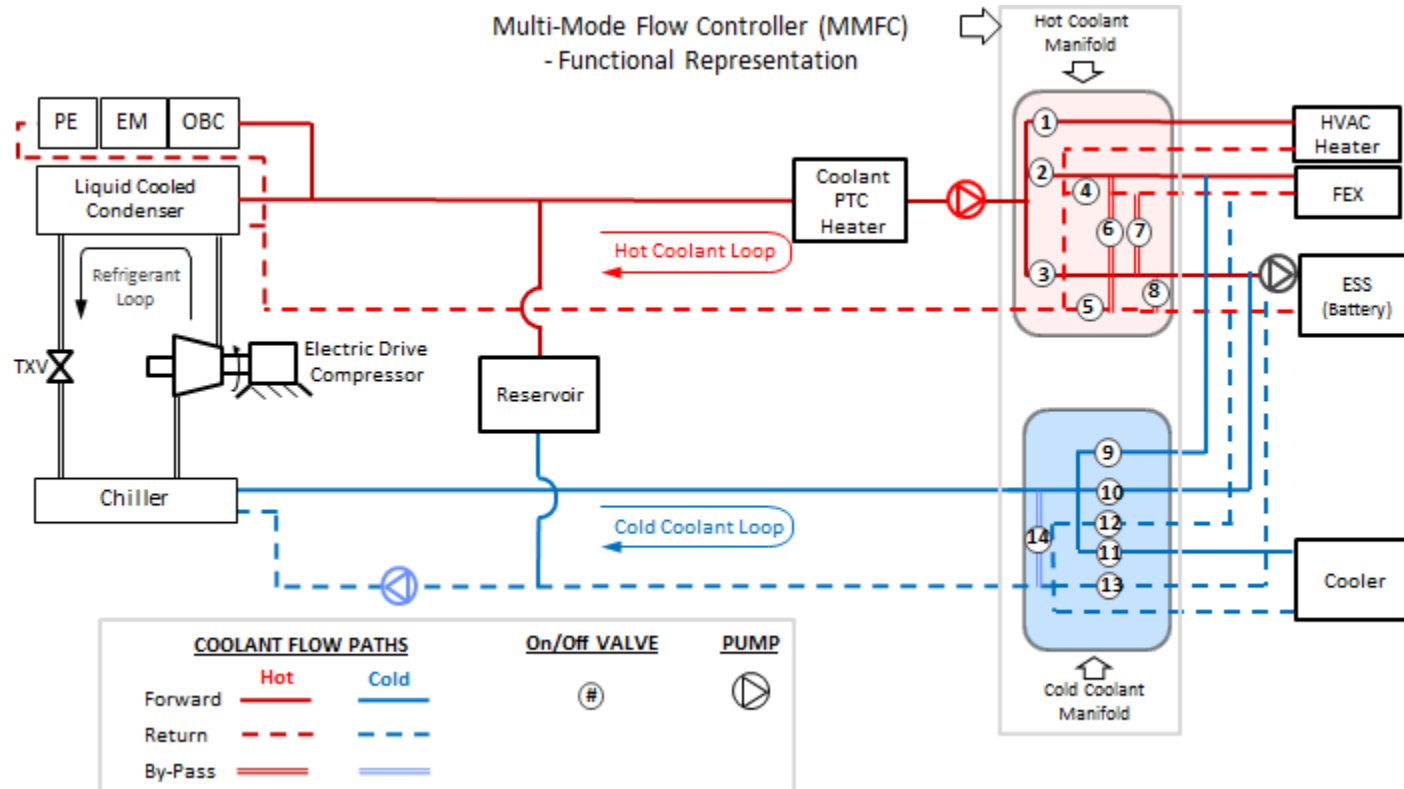 Multi-Mode Flow Controller (MMFC)
- Functional Representation
Hot Coolant
Manifold
PE
EM
OBC
Liquid Cooled
Condenser
Refrigerant
Loop
TXV
Electric Drive
Compressor
Chiller
Coolant
PTC
Heater
Hot Coolant Loop
Reservoir
Cold Coolant Loop
1
2
3
4
5
6
7
8
HVAC
Heater
FEX
ESS
(Battery)
9
10
12
11
14
13
Cooler
Cold Coolant
Manifold
COOLANT FLOW PATHS
On/Off VALVE
PUMP
Hot
Cold
Forward
#
Return
By-Pass